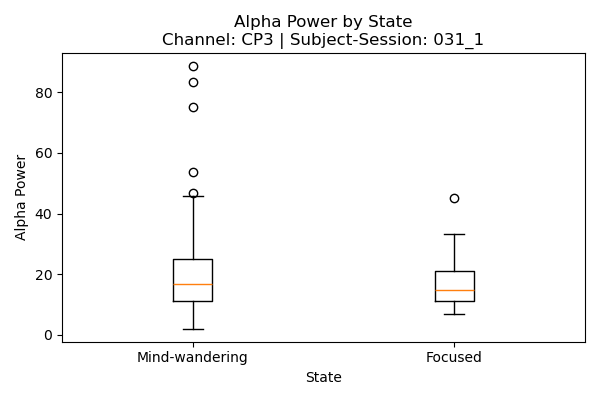 Alpha Power by State
Channel: CP3 | Subject-Session: 031_1
Alpha Power
80
60
40
20
0
Mind-wandering
Focused
State